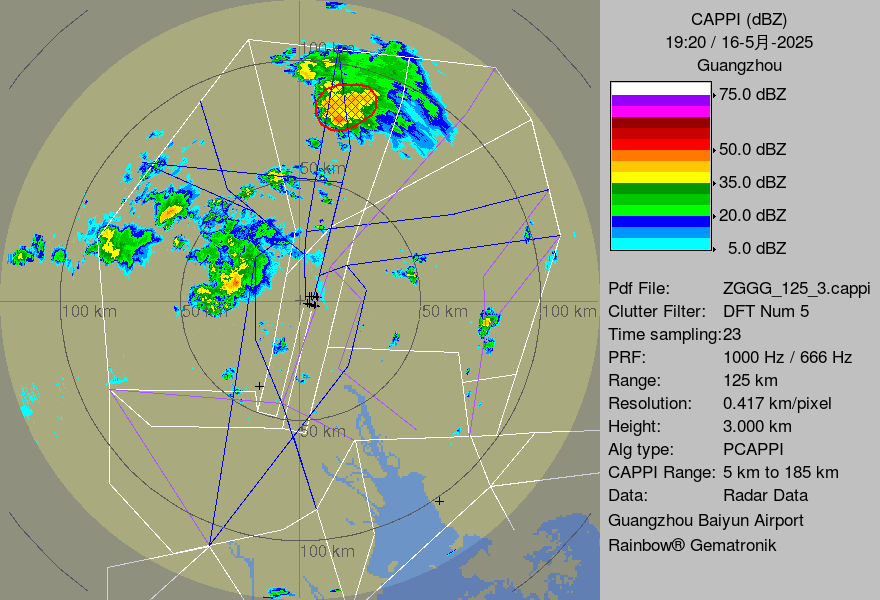 CAPPI (dBZ)
19:20 / 16-5月-2025
Guangzhou
75.0 dBZ
50.0 dBZ
35.0 dBZ
20.0 dBZ
5.0 dBZ
Pdf File: ZGGG_125_3.cappi
Clutter Filter: DFT Num 5
Time sampling:23
PRF: 1000 Hz / 666 Hz
Range: 125 km
Resolution: 0.417 km/pixel
Height: 3.000 km
Alg type: PCAPPI
CAPPI Range: 5 km to 185 km
Data: Radar Data
Guangzhou Baiyun Airport
Rainbow® Gematronik
100 km
50 km
100 km
50 km
50 km
100 km
50 km
100 km